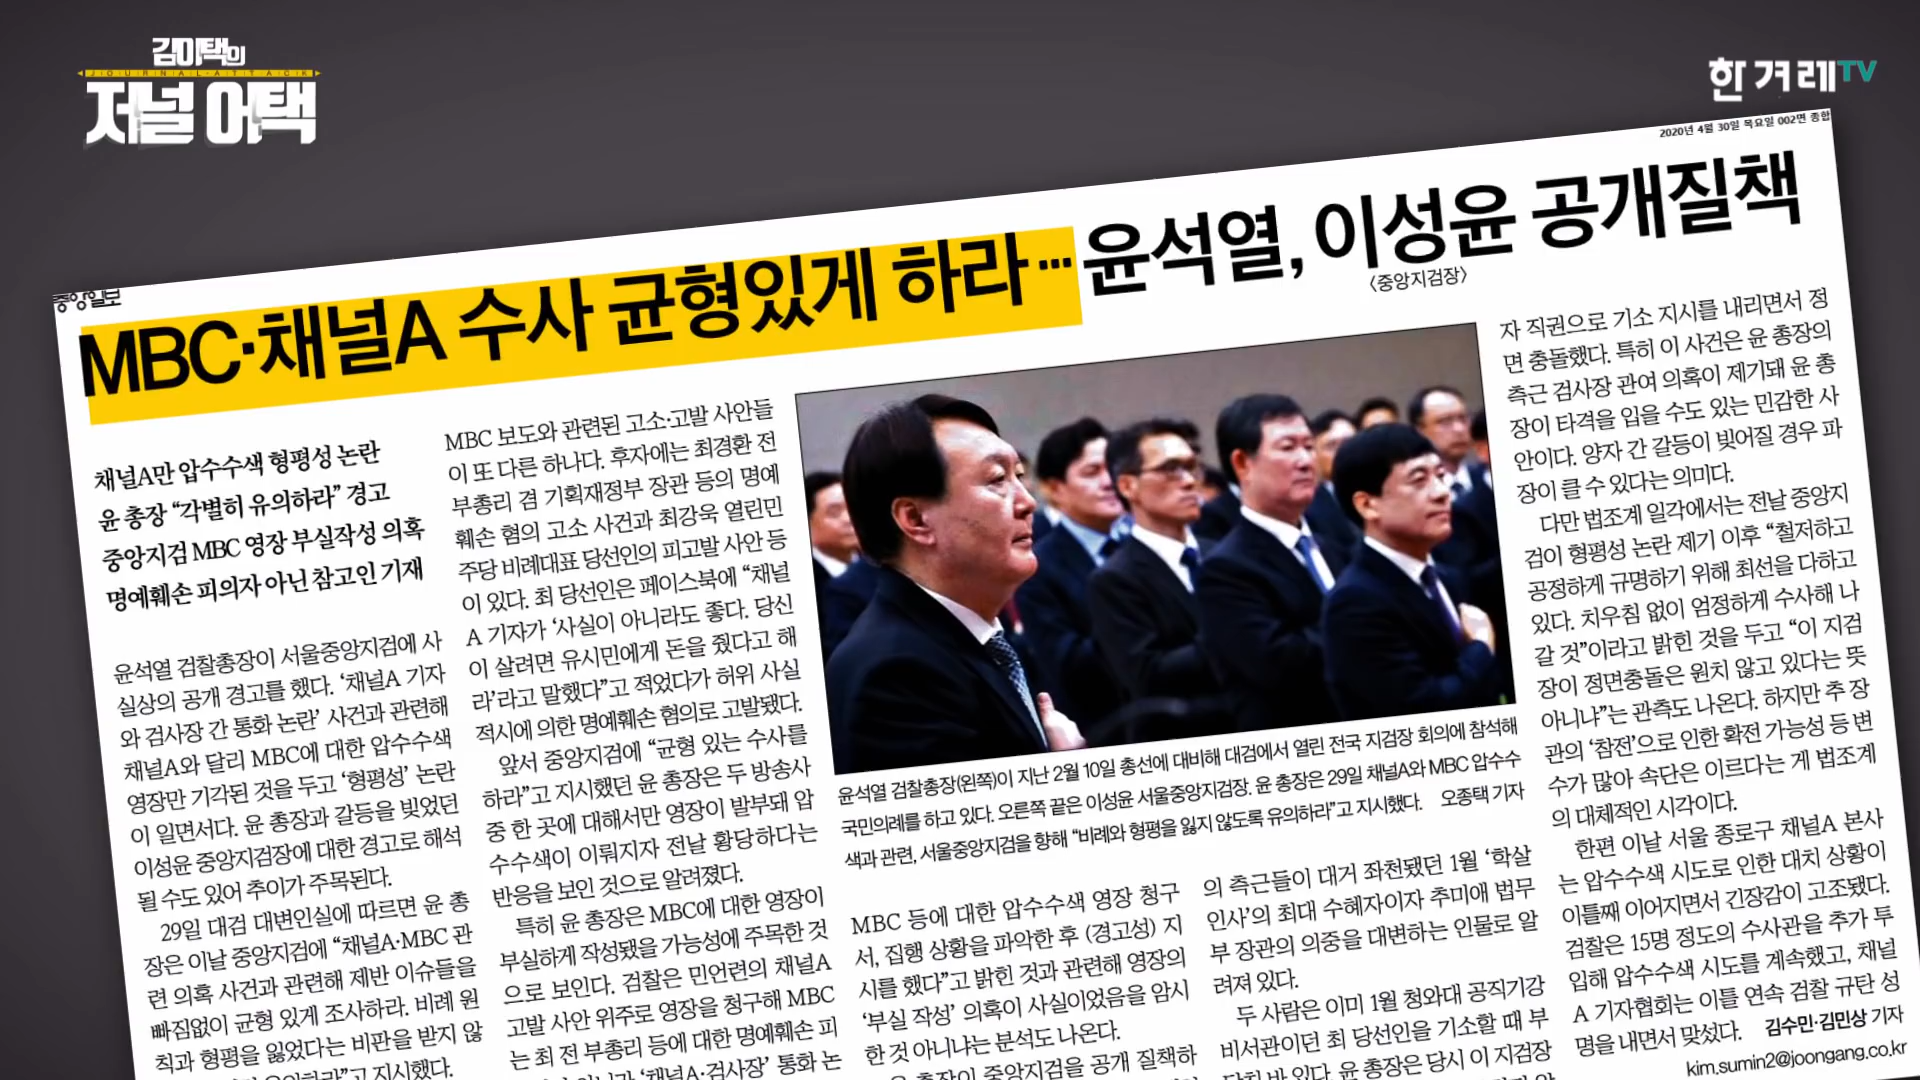 김이택의
JOURNAL ATTACK
저널 어택
한겨레TV
2020년 4월 30일 목요일 002면 종합
중앙일보
MBC·채널A 수사 균형있게 하라… 윤석열, 이성윤 공개질책
〈중앙지검장〉
채널A만 압수수색 형평성 논란
윤 총장 “각별히 유의하라” 경고
중앙지검 MBC 영장 부실작성 의혹
명예훼손 피의자 아닌 참고인 기재
윤석열 검찰총장이 서울중앙지검에 사
실상의 공개 경고를 했다. ‘채널A 기자
와 검사장 간 통화 논란’ 사건과 관련해
채널A와 달리 MBC에 대한 압수수색
영장만 기각된 것을 두고 ‘형평성’ 논란
이 일면서다. 윤 총장과 갈등을 빚었던
이성윤 중앙지검장에 대한 경고로 해석
될 수도 있어 추이가 주목된다.
29일 대검 대변인실에 따르면 윤 총
장은 이날 중앙지검에 “채널A·MBC 관
련 의혹 사건과 관련해 제반 이슈들을
빠짐없이 균형 있게 조사하라. 비례 원
칙과 형평을 잃었다는 비판을 받지 않
유의하라”고 지시했다.
MBC 보도와 관련된 고소·고발 사안들
이 또 다른 하나다. 후자에는 최경환 전
부총리 겸 기획재정부 장관 등의 명예
훼손 혐의 고소 사건과 최강욱 열린민
주당 비례대표 당선인의 피고발 사안 등
이 있다. 최 당선인은 페이스북에 “채널
A 기자가 ‘사실이 아니라도 좋다. 당신
이 살려면 유시민에게 돈을 줬다고 해
라’라고 말했다”고 적었다가 허위 사실
적시에 의한 명예훼손 혐의로 고발됐다.
앞서 중앙지검에 “균형 있는 수사를
하라”고 지시했던 윤 총장은 두 방송사
중 한 곳에 대해서만 영장이 발부돼 압
수수색이 이뤄지자 전날 황당하다는
반응을 보인 것으로 알려졌다.
특히 윤 총장은 MBC에 대한 영장이
부실하게 작성됐을 가능성에 주목한 것
으로 보인다. 검찰은 민언련의 채널A
고발 사안 위주로 영장을 청구해 MBC
는 최 전 부총리 등에 대한 명예훼손 피
‘채널A·검사장’ 통화 논
윤석열 검찰총장(왼쪽)이 지난 2월 10일 총선에 대비해 대검에서 열린 전국 지검장 회의에 참석해
국민의례를 하고 있다. 오른쪽 끝은 이성윤 서울중앙지검장. 윤 총장은 29일 채널A와 MBC 압수수
색과 관련, 서울중앙지검을 향해 “비례와 형평을 잃지 않도록 유의하라”고 지시했다. 오종택 기자
MBC 등에 대한 압수수색 영장 청구
서, 집행 상황을 파악한 후 (경고성) 지
시를 했다”고 밝힌 것과 관련해 영장의
‘부실 작성’ 의혹이 사실이었음을 암시
한 것 아니냐는 분석도 나온다.
윤 총장이 중앙지검을 공개 질책하
의 측근들이 대거 좌천됐던 1월 ‘학살
인사’의 최대 수혜자이자 추미애 법무
부 장관의 의중을 대변하는 인물로 알
려져 있다.
두 사람은 이미 1월 청와대 공직기강
비서관이던 최 당선인을 기소할 때 부
딪친 바 있다. 윤 총장은 당시 이 지검장
자 직권으로 기소 지시를 내리면서 정
면 충돌했다. 특히 이 사건은 윤 총장의
측근 검사장 관여 의혹이 제기돼 윤 총
장이 타격을 입을 수도 있는 민감한 사
안이다. 양자 간 갈등이 빚어질 경우 파
장이 클 수 있다는 의미다.
다만 법조계 일각에서는 전날 중앙지
검이 형평성 논란 제기 이후 “철저하고
공정하게 규명하기 위해 최선을 다하고
있다. 치우침 없이 엄정하게 수사해 나
갈 것”이라고 밝힌 것을 두고 “이 지검
장이 정면충돌은 원치 않고 있다는 뜻
아니냐”는 관측도 나온다. 하지만 추 장
관의 ‘참전’으로 인한 확전 가능성 등 변
수가 많아 속단은 이르다는 게 법조계
의 대체적인 시각이다.
한편 이날 서울 종로구 채널A 본사
는 압수수색 시도로 인한 대치 상황이
이틀째 이어지면서 긴장감이 고조됐다.
검찰은 15명 정도의 수사관을 추가 투
입해 압수수색 시도를 계속했고, 채널
A 기자협회는 이틀 연속 검찰 규탄 성
명을 내면서 맞섰다. 김수민·김민상 기자
kim.sumin2@joongang.co.kr